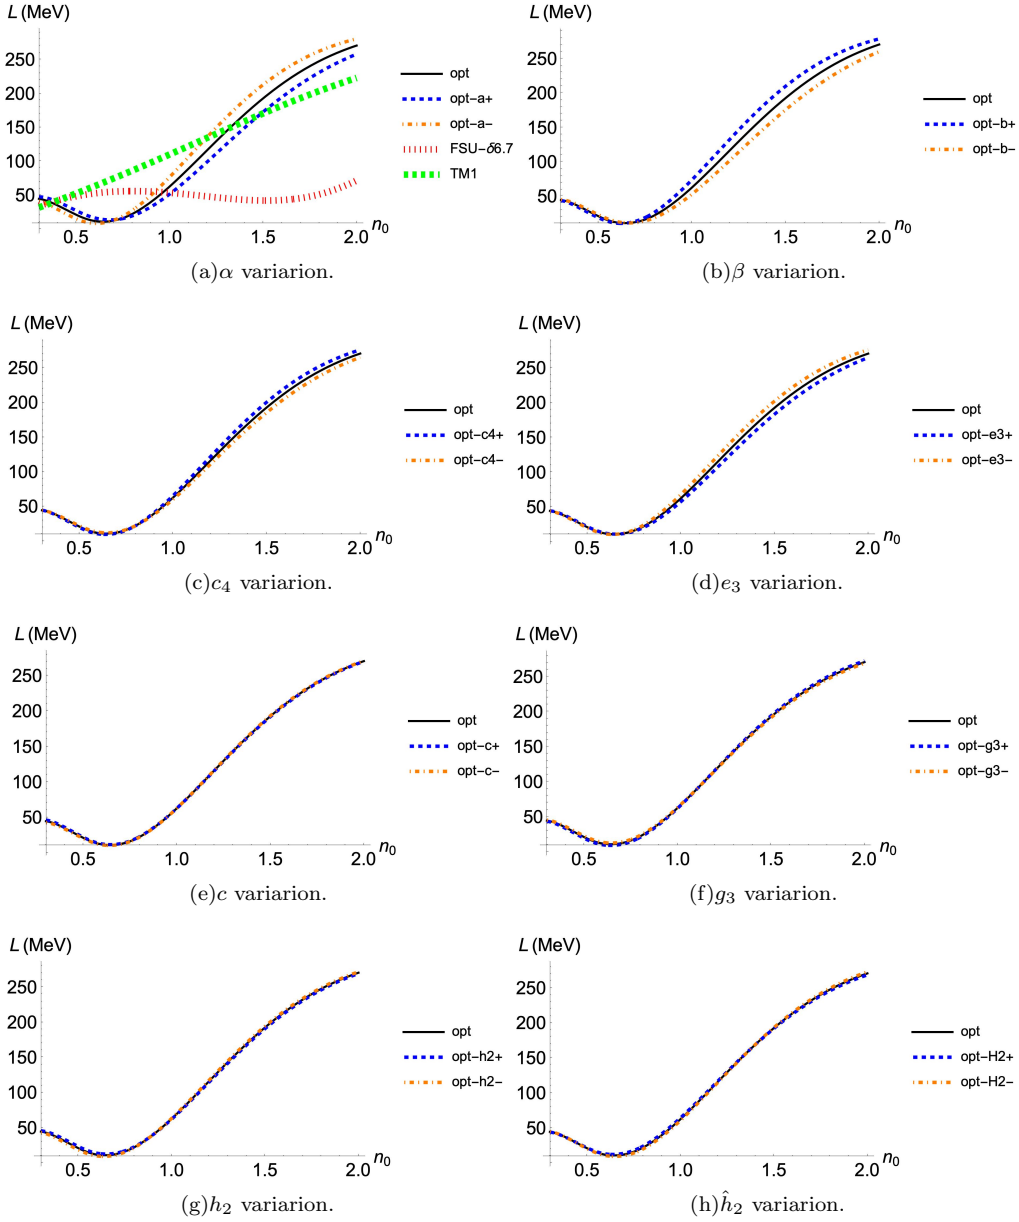 L (MeV)
250
200
150
100
50
0.5 1.0 1.5 2.0 n0
opt
opt-a+
opt-a-
FSU-δ6.7
TM1
(a)α variarion.
L (MeV)
250
200
150
100
50
0.5 1.0 1.5 2.0 n0
opt
opt-b+
opt-b-
(b)β variarion.
L (MeV)
250
200
150
100
50
0.5 1.0 1.5 2.0 n0
opt
opt-c4+
opt-c4-
(c)c4 variarion.
L (MeV)
250
200
150
100
50
0.5 1.0 1.5 2.0 n0
opt
opt-e3+
opt-e3-
(d)e3 variarion.
L (MeV)
250
200
150
100
50
0.5 1.0 1.5 2.0 n0
opt
opt-c+
opt-c-
(e)c variarion.
L (MeV)
250
200
150
100
50
0.5 1.0 1.5 2.0 n0
opt
opt-g3+
opt-g3-
(f)g3 variarion.
L (MeV)
250
200
150
100
50
0.5 1.0 1.5 2.0 n0
opt
opt-h2+
opt-h2-
(g)h2 variarion.
L (MeV)
250
200
150
100
50
0.5 1.0 1.5 2.0 n0
opt
opt-H2+
opt-H2-
(h)ĥ2 variarion.